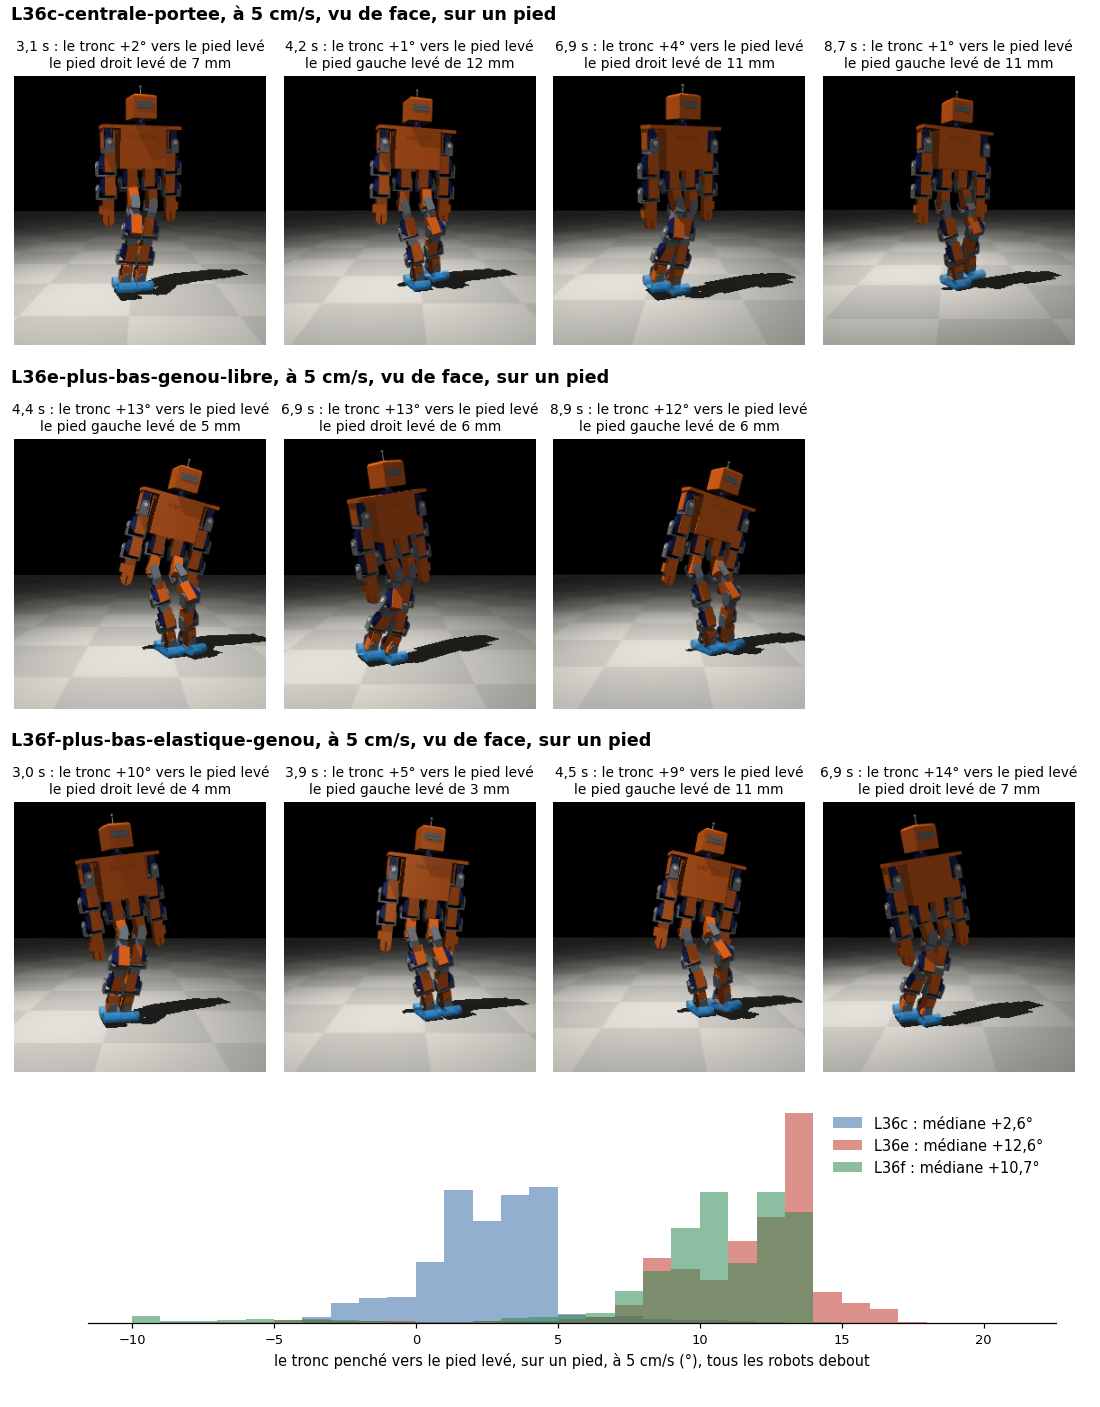 L36c-centrale-portee, à 5 cm/s, vu de face, sur un pied
3,1 s : le tronc +2° vers le pied levé
le pied droit levé de 7 mm
4,2 s : le tronc +1° vers le pied levé
le pied gauche levé de 12 mm
6,9 s : le tronc +4° vers le pied levé
le pied droit levé de 11 mm
8,7 s : le tronc +1° vers le pied levé
le pied gauche levé de 11 mm
L36e-plus-bas-genou-libre, à 5 cm/s, vu de face, sur un pied
4,4 s : le tronc +13° vers le pied levé
le pied gauche levé de 5 mm
6,9 s : le tronc +13° vers le pied levé
le pied droit levé de 6 mm
8,9 s : le tronc +12° vers le pied levé
le pied gauche levé de 6 mm
L36f-plus-bas-elastique-genou, à 5 cm/s, vu de face, sur un pied
3,0 s : le tronc +10° vers le pied levé
le pied droit levé de 4 mm
3,9 s : le tronc +5° vers le pied levé
le pied gauche levé de 3 mm
4,5 s : le tronc +9° vers le pied levé
le pied gauche levé de 11 mm
6,9 s : le tronc +14° vers le pied levé
le pied droit levé de 7 mm
L36c : médiane +2,6°
L36e : médiane +12,6°
L36f : médiane +10,7°
−10 −5 0 5 10 15 20
le tronc penché vers le pied levé, sur un pied, à 5 cm/s (°), tous les robots debout